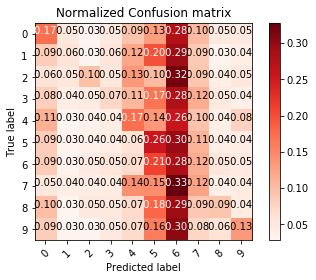 Normalized Confusion matrix
0 0.17 0.05 0.03 0.05 0.09 0.13 0.28 0.10 0.05 0.05
1 0.09 0.06 0.03 0.06 0.12 0.20 0.29 0.09 0.03 0.04
2 0.06 0.05 0.10 0.05 0.13 0.10 0.32 0.09 0.04 0.05
3 0.08 0.04 0.05 0.07 0.11 0.17 0.28 0.12 0.05 0.04
4 0.11 0.03 0.04 0.04 0.17 0.14 0.26 0.10 0.04 0.08
5 0.09 0.03 0.04 0.04 0.06 0.26 0.30 0.11 0.05 0.04
6 0.09 0.03 0.05 0.06 0.07 0.21 0.28 0.12 0.05 0.05
7 0.05 0.04 0.04 0.04 0.14 0.15 0.33 0.12 0.04 0.04
8 0.10 0.03 0.05 0.05 0.07 0.18 0.29 0.09 0.09 0.04
9 0.09 0.03 0.03 0.04 0.05 0.16 0.30 0.08 0.06 0.13
0 1 2 3 4 5 6 7 8 9
True label
Predicted label
0.30
0.25
0.20
0.15
0.10
0.05